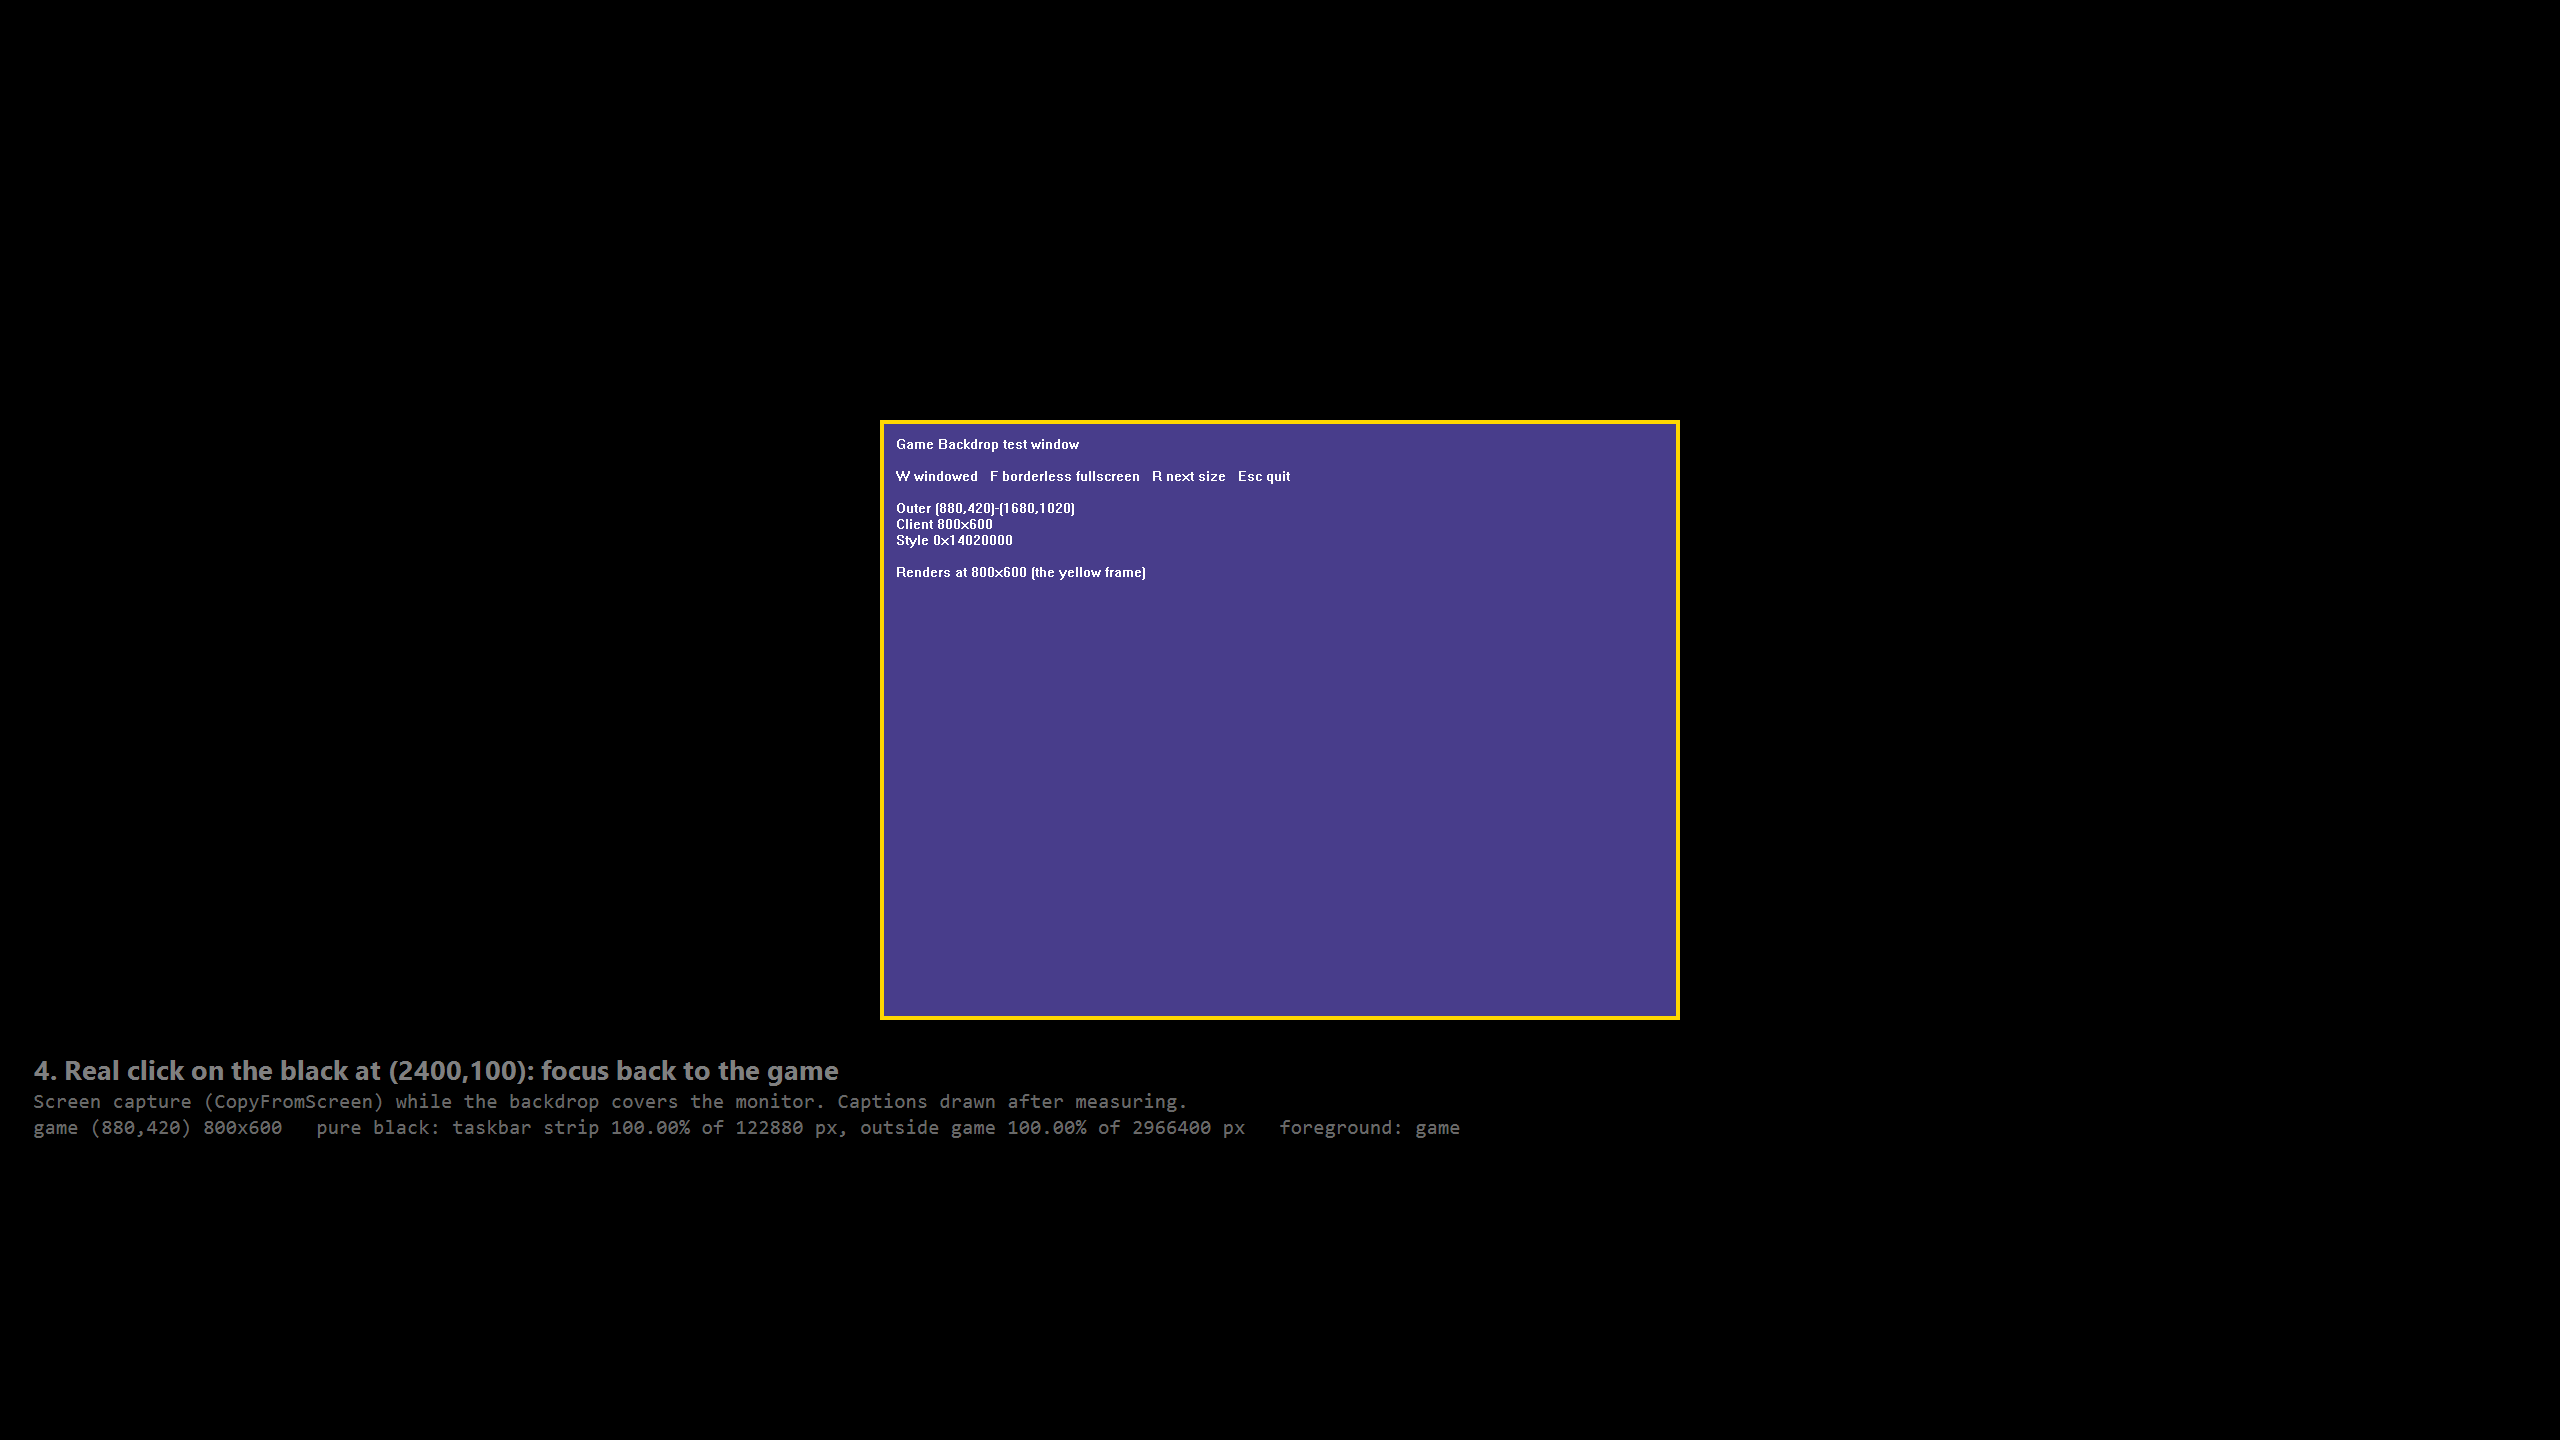 Game Backdrop test window
W windowed   F borderless fullscreen   R next size   Esc quit
Outer (880,420)-(1680,1020)
Client 800x600
Style 0x14020000
Renders at 800x600 (the yellow frame)
4. Real click on the black at (2400,100): focus back to the game
Screen capture (CopyFromScreen) while the backdrop covers the monitor. Captions drawn after measuring.
game (880,420) 800x600   pure black: taskbar strip 100.00% of 122880 px, outside game 100.00% of 2966400 px   foreground: game